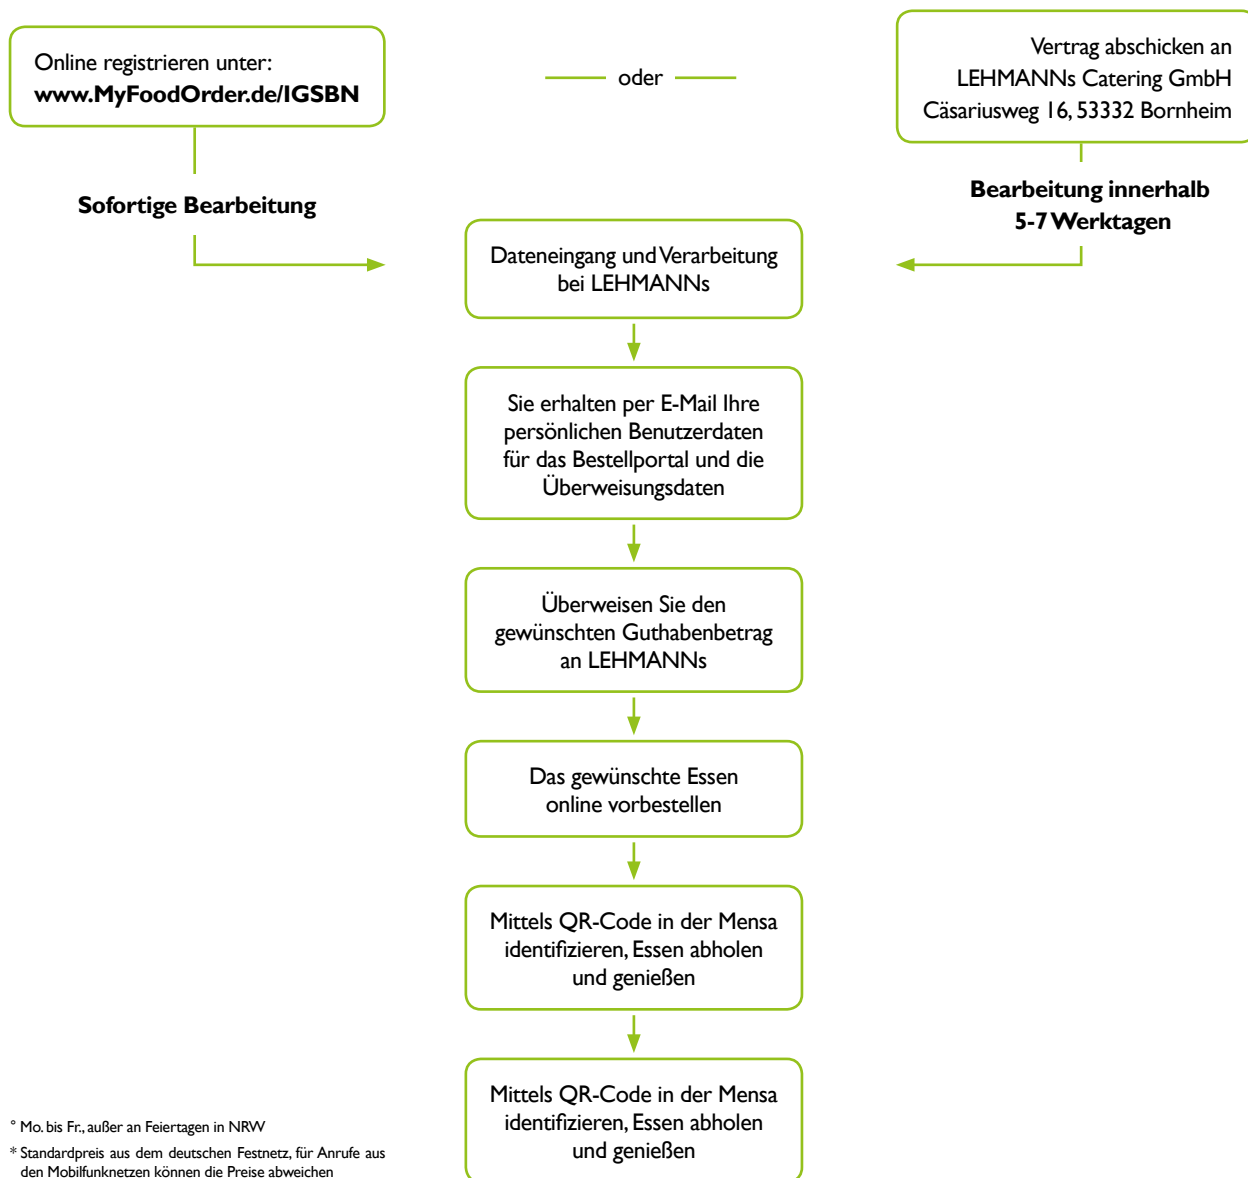 Online registrieren unter:
www.MyFoodOrder.de/IGSBN
oder
Vertrag abschicken an
LEHMANNs Catering GmbH
Cäsariusweg 16, 53332 Bornheim
Sofortige Bearbeitung
Bearbeitung innerhalb
5-7 Werktagen
Dateneingang und Verarbeitung
bei LEHMANNs
Sie erhalten per E-Mail Ihre
persönlichen Benutzerdaten
für das Bestellportal und die
Überweisungsdaten
Überweisen Sie den
gewünschten Guthabenbetrag
an LEHMANNs
Das gewünschte Essen
online vorbestellen
Mittels QR-Code in der Mensa
identifizieren, Essen abholen
und genießen
Mittels QR-Code in der Mensa
identifizieren, Essen abholen
und genießen
° Mo. bis Fr., außer an Feiertagen in NRW
* Standardpreis aus dem deutschen Festnetz, für Anrufe aus
den Mobilfunknetzen können die Preise abweichen